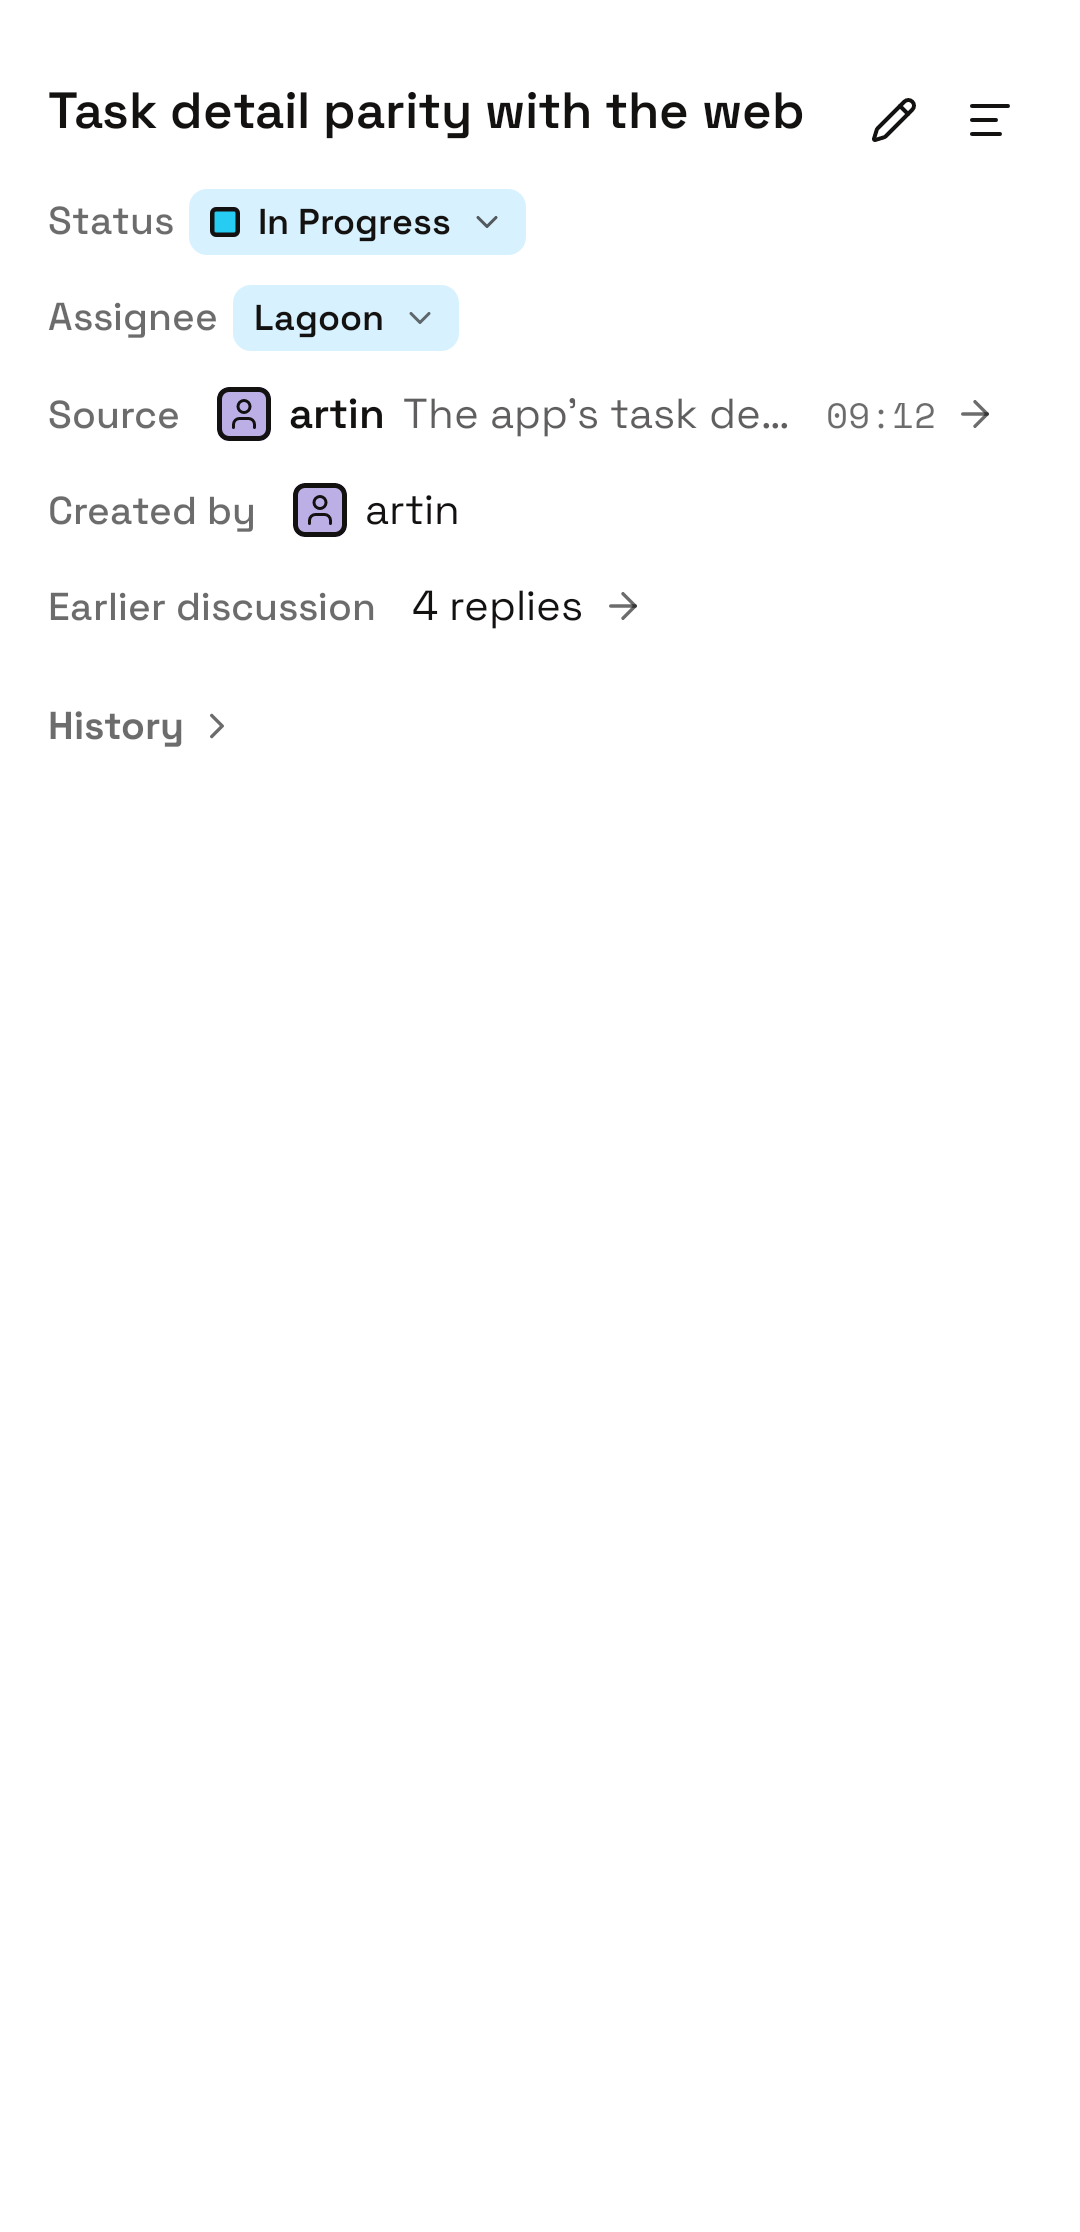 Task detail parity with the web
Status In Progress
Assignee Lagoon
Source artin The app’s task de… 09:12
Created by artin
Earlier discussion 4 replies
History